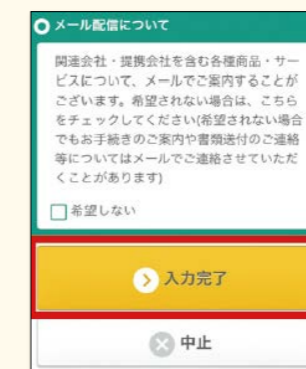 メール配信について
関連会社・提携会社を含む各種商品・サー
ビスについて、メールでご案内することが
ございます。希望されない場合は、こちら
をチェックしてください(希望されない場合
でもお手続きのご案内や書類送付のご連絡
等についてはメールでご連絡させていただ
くことがあります)
希望しない
入力完了
中止